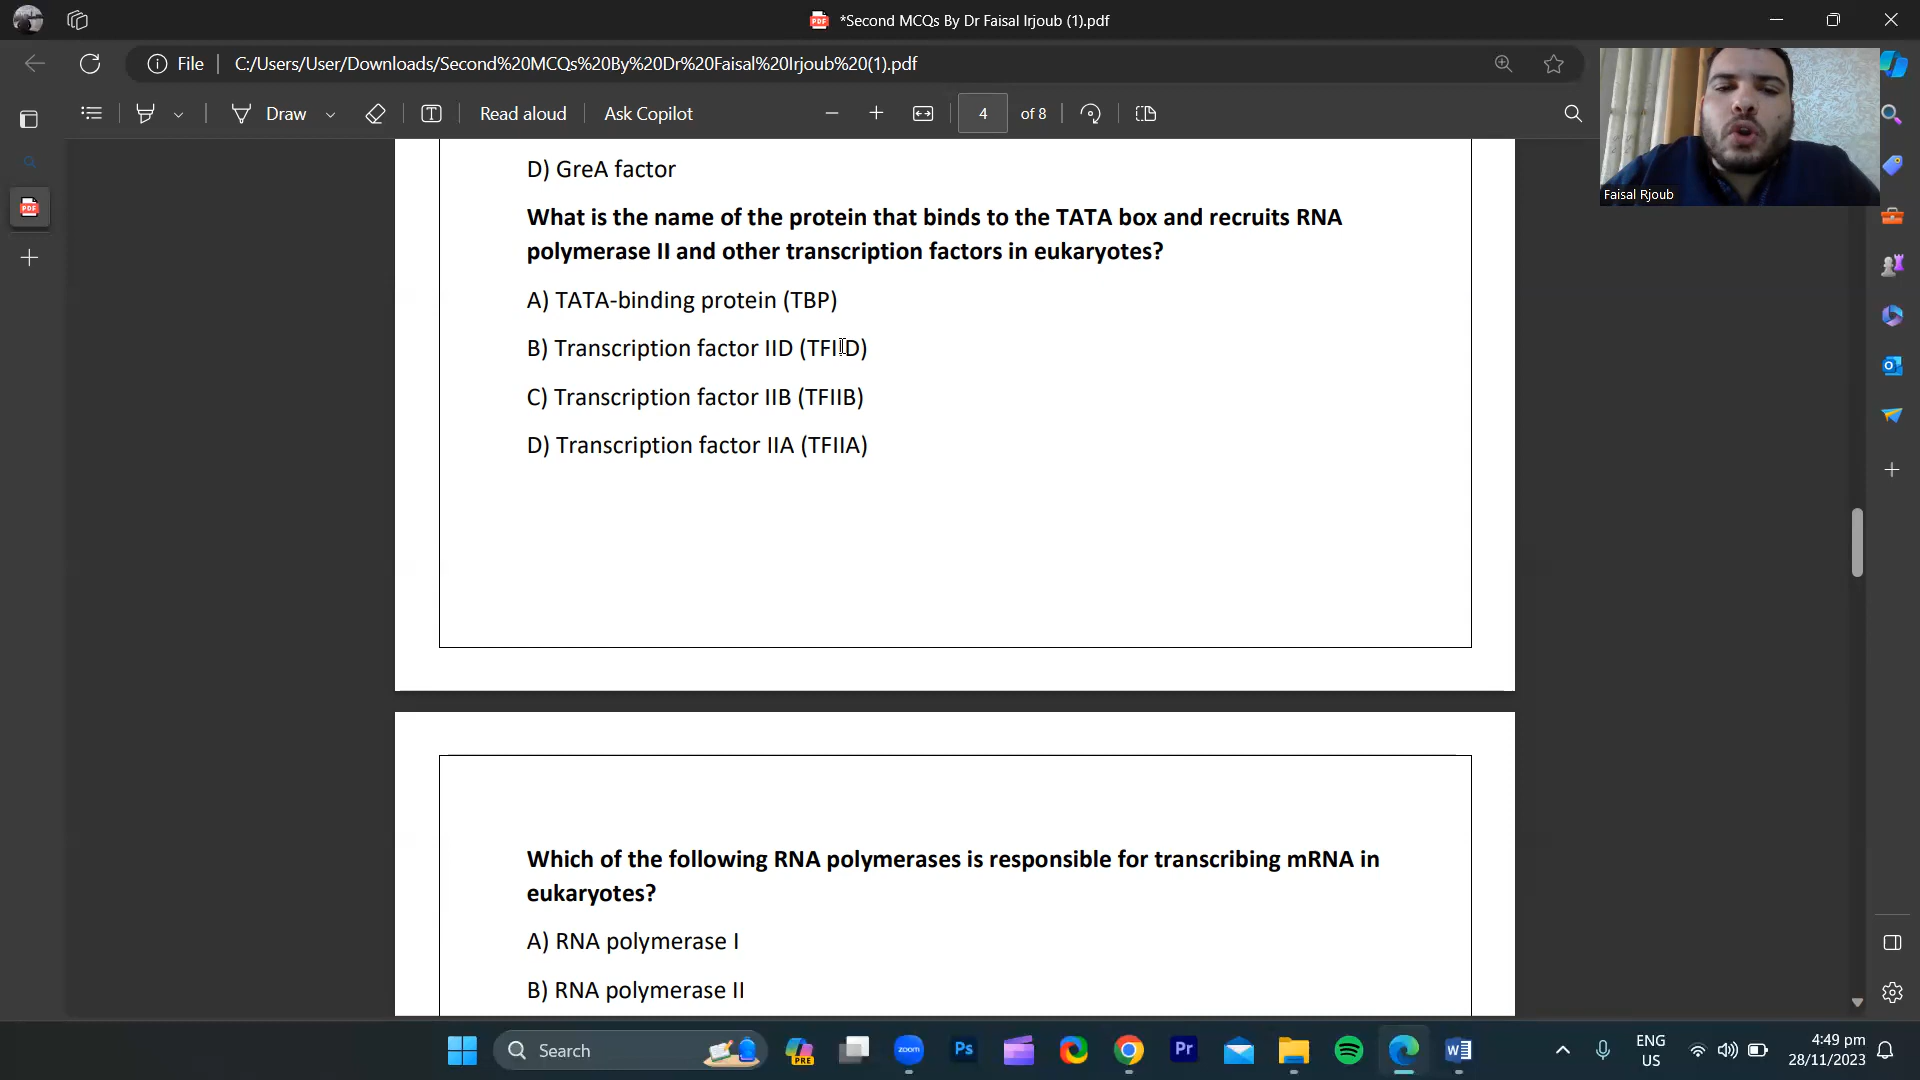 *Second MCQs By Dr Faisal Irjoub (1).pdf
File
C:/Users/User/Downloads/Second%20MCQs%20By%20Dr%20Faisal%20Irjoub%20(1).pdf
Draw
Read aloud
Ask Copilot
4
of 8
Faisal Rjoub
D) GreA factor
What is the name of the protein that binds to the TATA box and recruits RNA
polymerase II and other transcription factors in eukaryotes?
A) TATA-binding protein (TBP)
B) Transcription factor IID (TFIID)
C) Transcription factor IIB (TFIIB)
D) Transcription factor IIA (TFIIA)
Which of the following RNA polymerases is responsible for transcribing mRNA in
eukaryotes?
A) RNA polymerase I
B) RNA polymerase II
Search
PRE
zoom
Ps
Pr
ENG
US
4:49 pm
28/11/2023